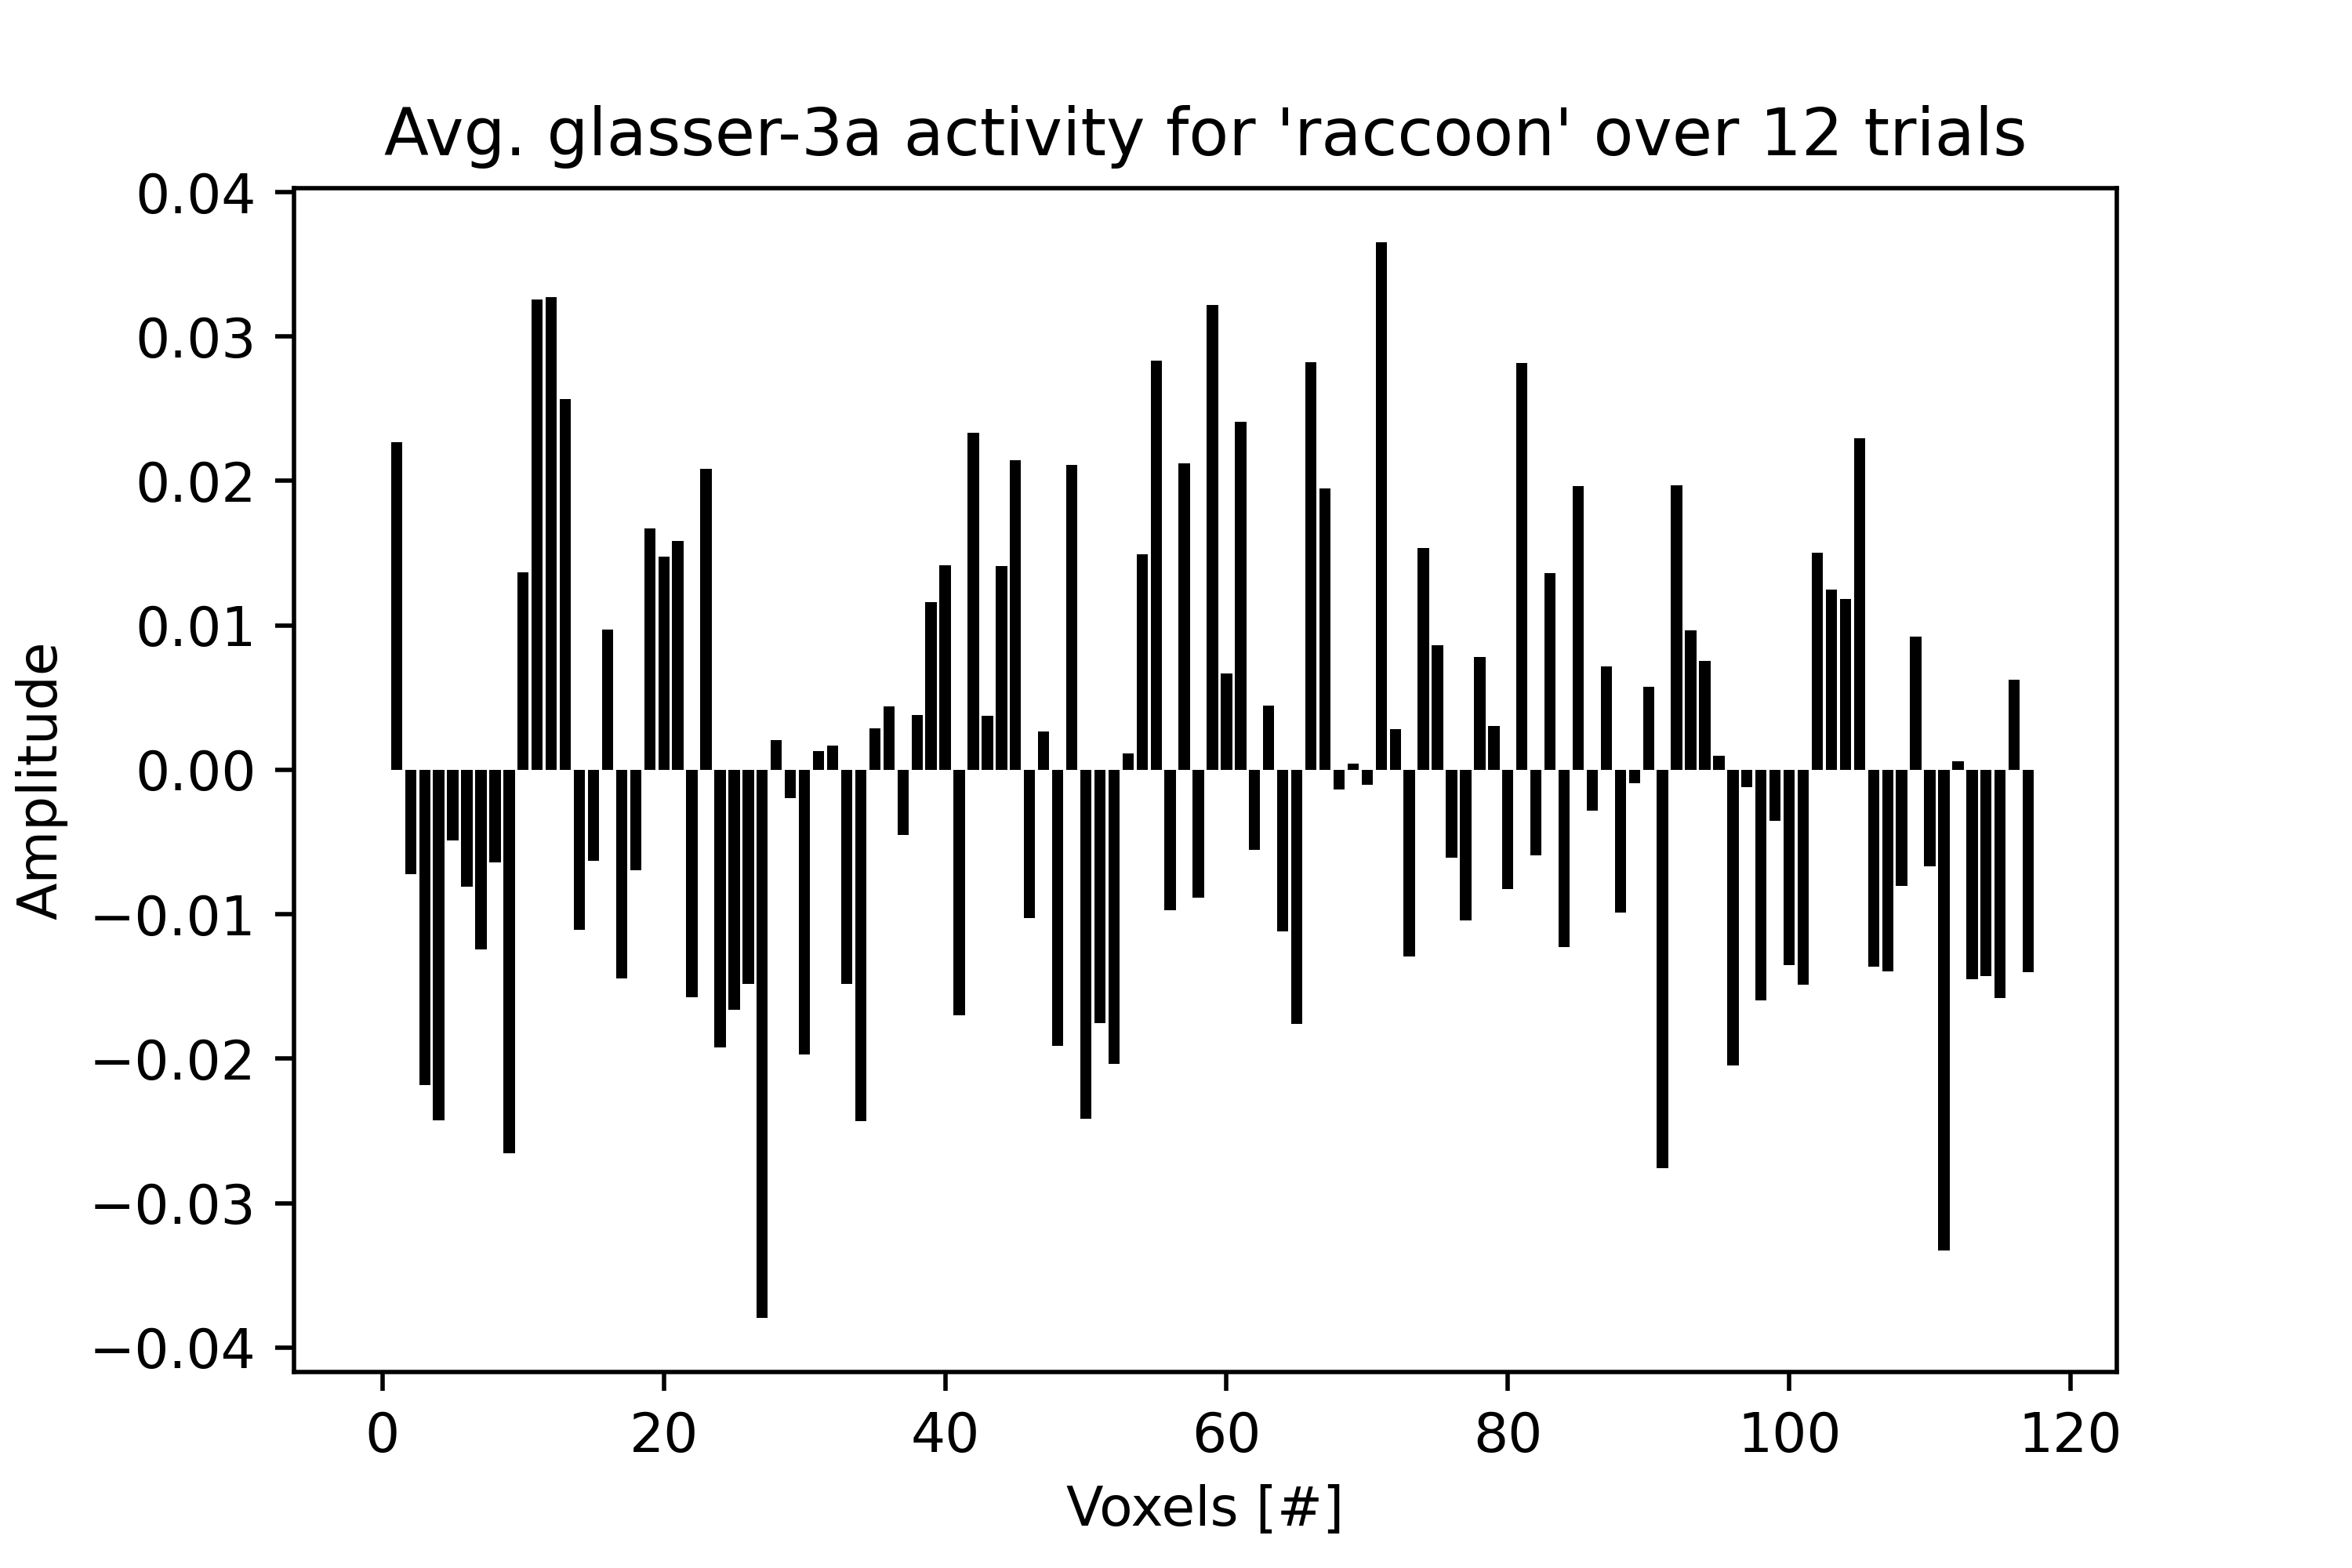 Avg. glasser-3a activity for 'raccoon' over 12 trials
0.04
0.03
0.02
0.01
0.00
−0.01
−0.02
−0.03
−0.04
Amplitude
0 20 40 60 80 100 120
Voxels [#]